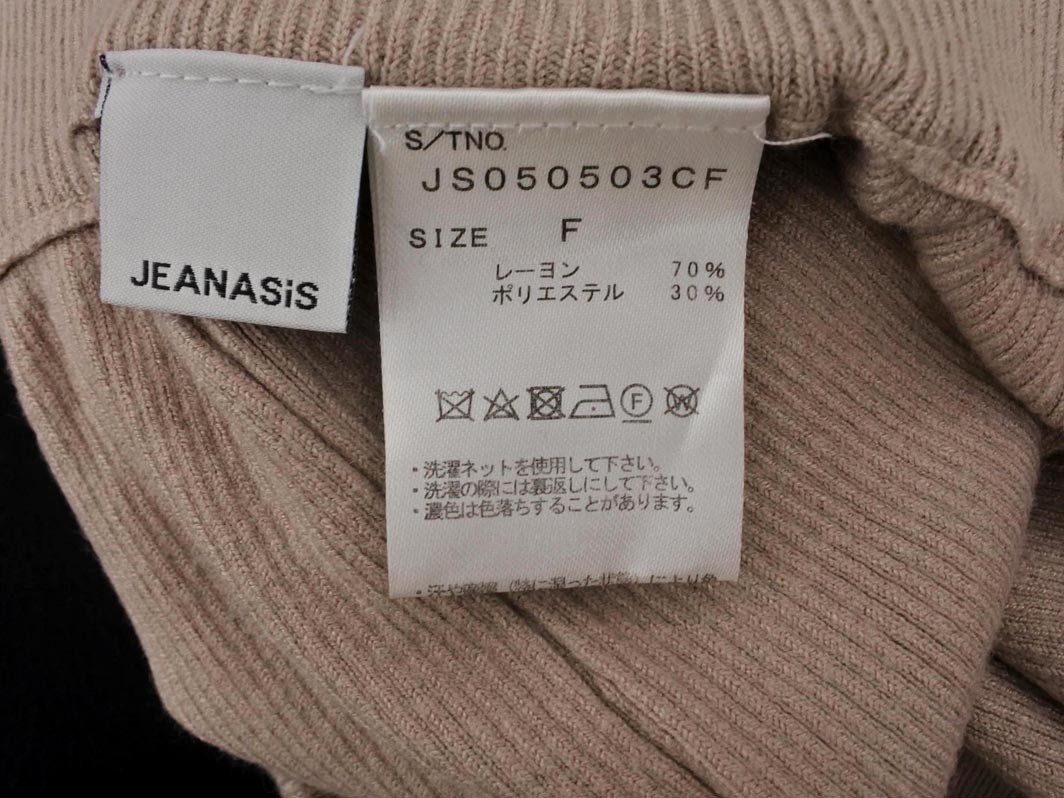 JEANASiS
S/TNO.
JS050503CF
SIZE F
レーヨン 70%
ポリエステル 30%
F W
・洗濯ネットを使用して下さい。
・洗濯の際には裏返しにして下さい。
・濃色は色落ちすることがあります。